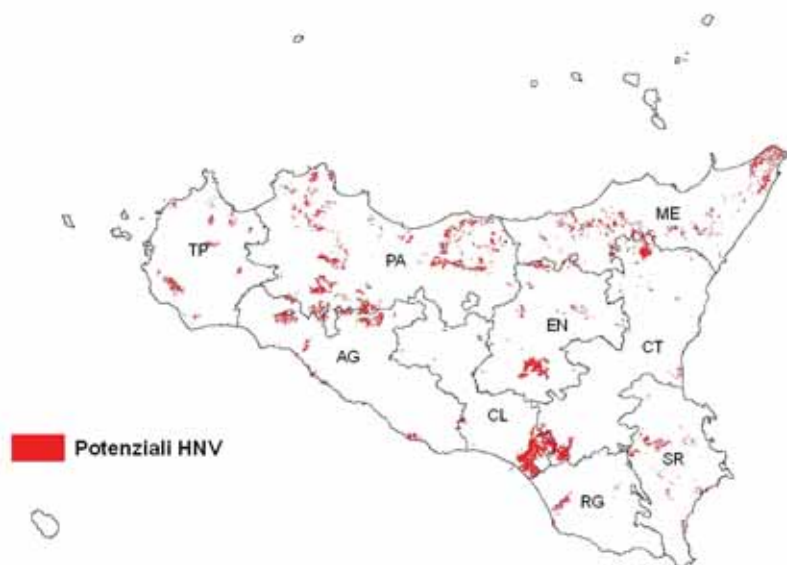 ME
TP
PA
EN
CT
AG
CL
Potenziali HNV
SR
RG